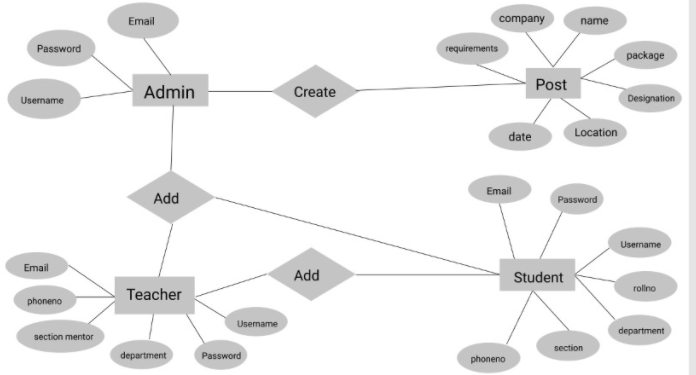 Email
company
name
Password
requirements
package
Admin
Create
Post
Username
Designation
date
Location
Add
Email
Password
Username
Email
Teacher
Add
Student
phoneno
rollno
section mentor
Username
department
department
Password
section
phoneno